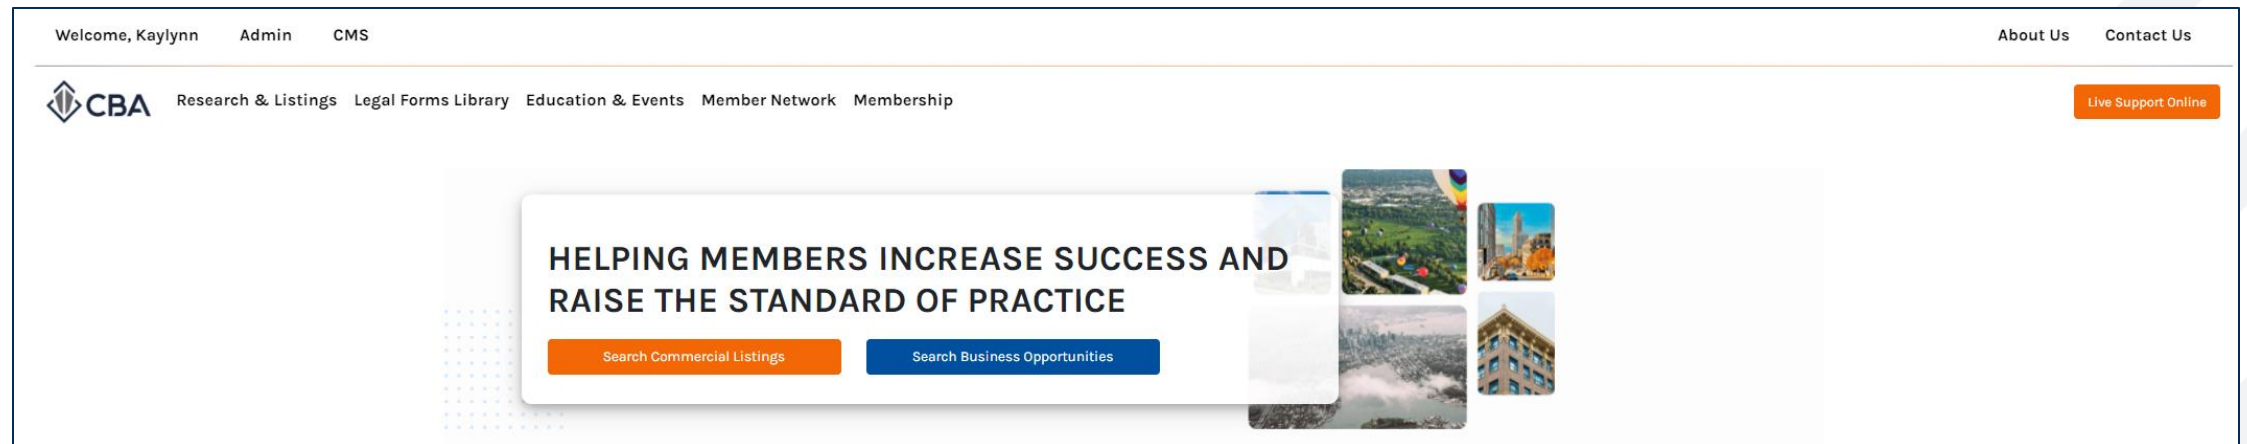 Welcome, Kaylynn Admin CMS About Us Contact Us
CBA Research & Listings Legal Forms Library Education & Events Member Network Membership Live Support Online
HELPING MEMBERS INCREASE SUCCESS AND
RAISE THE STANDARD OF PRACTICE
Search Commercial Listings Search Business Opportunities